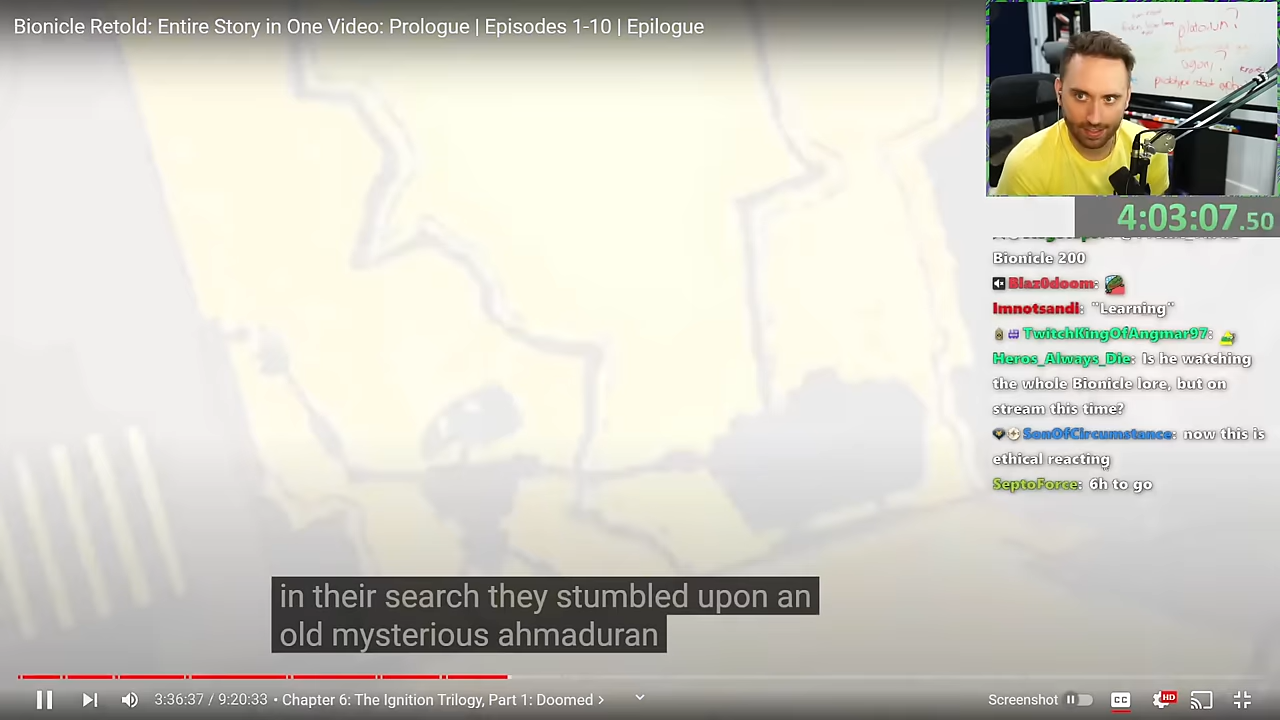 Bionicle Retold: Entire Story in One Video: Prologue | Episodes 1-10 | Epilogue
platoun?
?
4:03:07.50
Bionicle 200
Blaz0doom:
Imnotsandl: "Learning"
TwitchKingOfAngmar97:
Heros_Always_Die: Is he watching
the whole Bionicle lore, but on
stream this time?
SonOfCircumstance: now this is
ethical reacting
SeptoForce: 6h to go
in their search they stumbled upon an
old mysterious ahmaduran
3:36:37 / 9:20:33 • Chapter 6: The Ignition Trilogy, Part 1: Doomed >
Screenshot
CC
HD